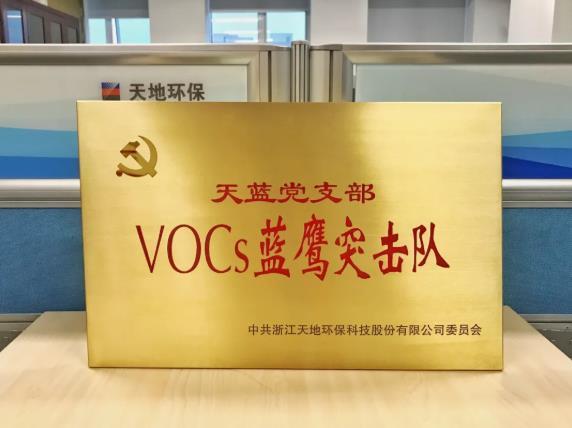 天地环保
天蓝党支部
VOCs蓝鹰突击队
中共浙江天地环保科技股份有限公司委员会